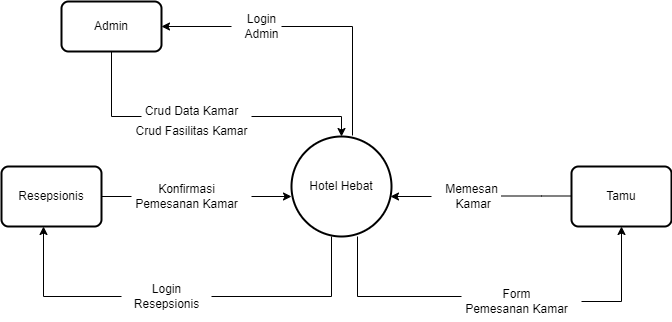 Admin
Login
Admin
Crud Data Kamar
Crud Fasilitas Kamar
Resepsionis
Konfirmasi
Pemesanan Kamar
Hotel Hebat
Memesan
Kamar
Tamu
Login
Resepsionis
Form
Pemesanan Kamar